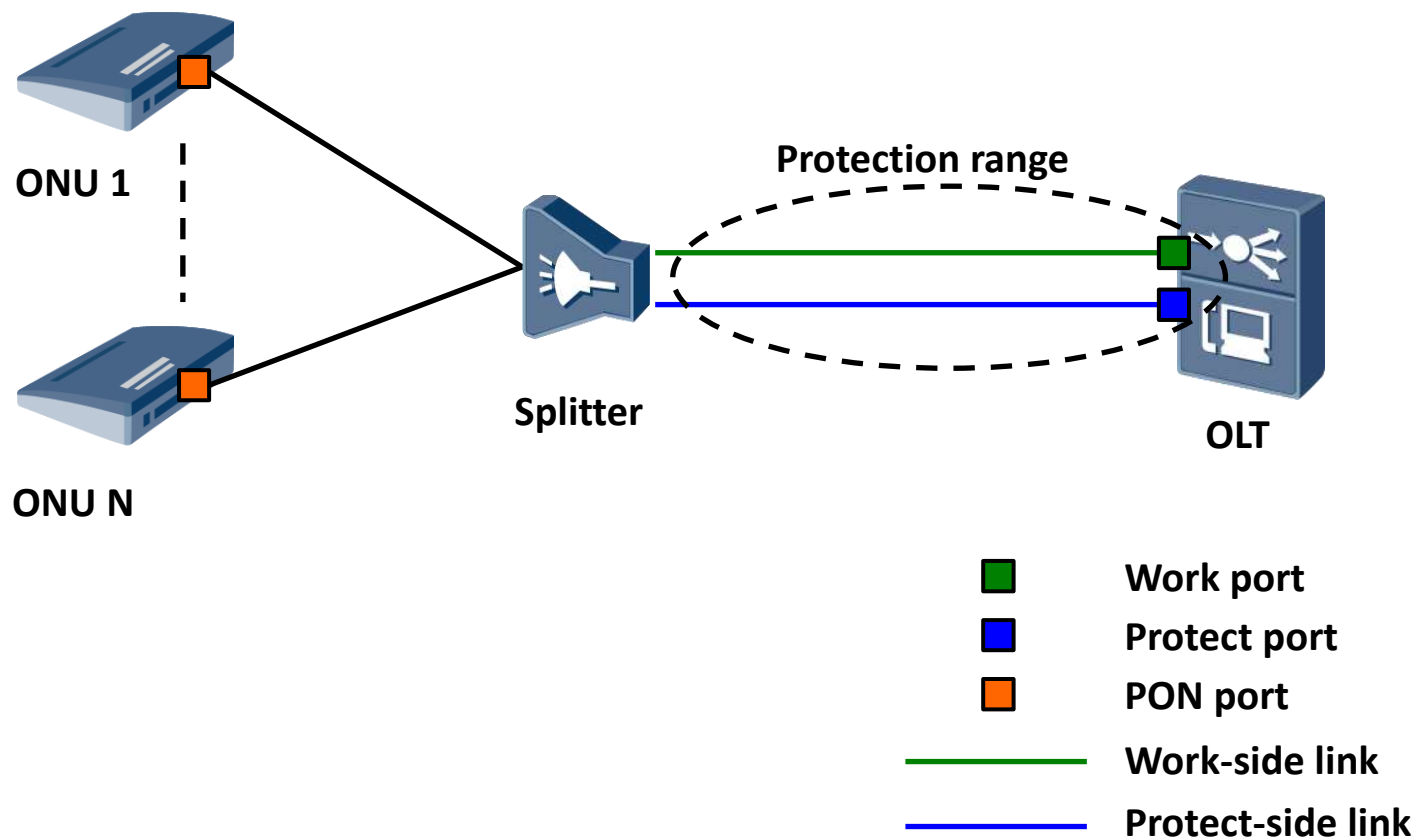 Protection range
ONU 1
Splitter
OLT
ONU N
Work port
Protect port
PON port
Work-side link
Protect-side link